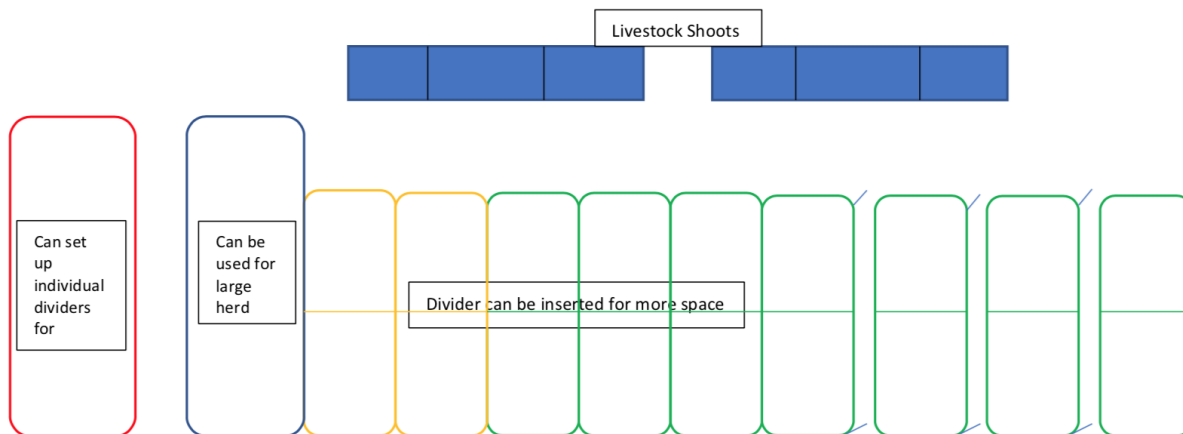 Livestock Shoots
Can set
up
individual
dividers
for
Can be
used for
large
herd
Divider can be inserted for more space